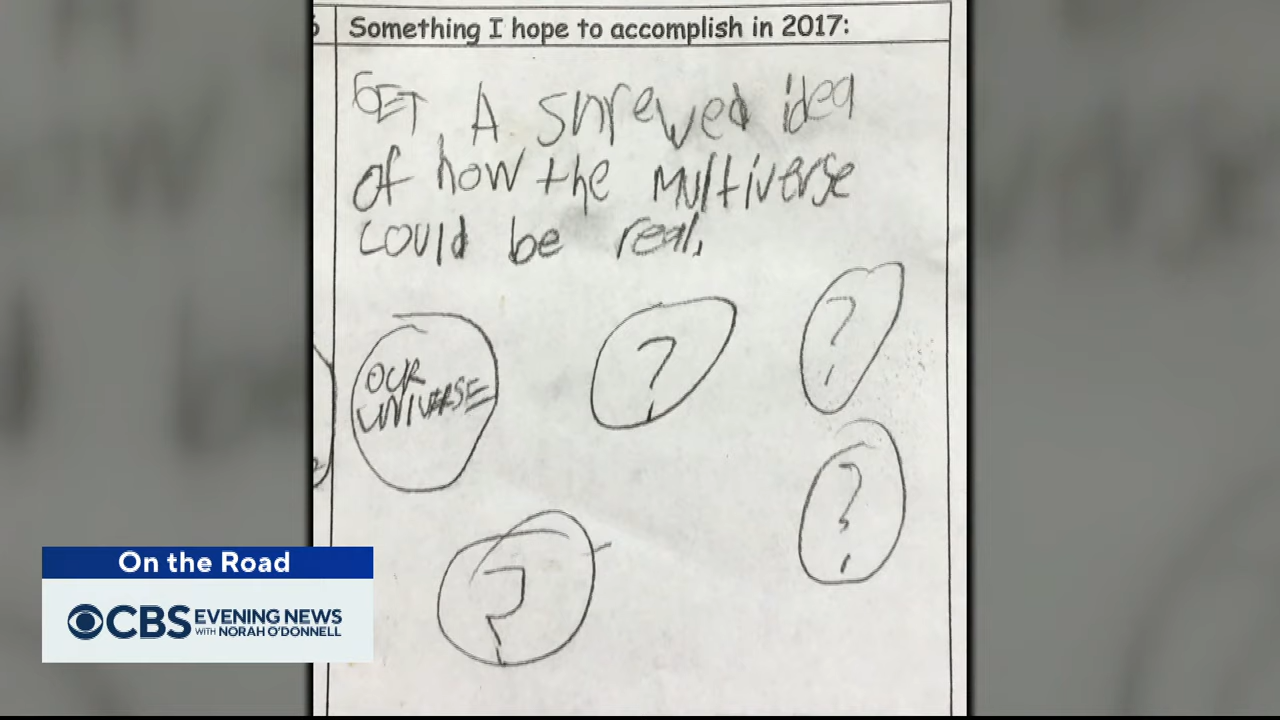 Something I hope to accomplish in 2017:
GET A shrewed idea
of how the multiverse
could be real.
OUR
UNIVERSE
?
?
?
?
On the Road
CBS EVENING NEWS
WITH NORAH O'DONNELL